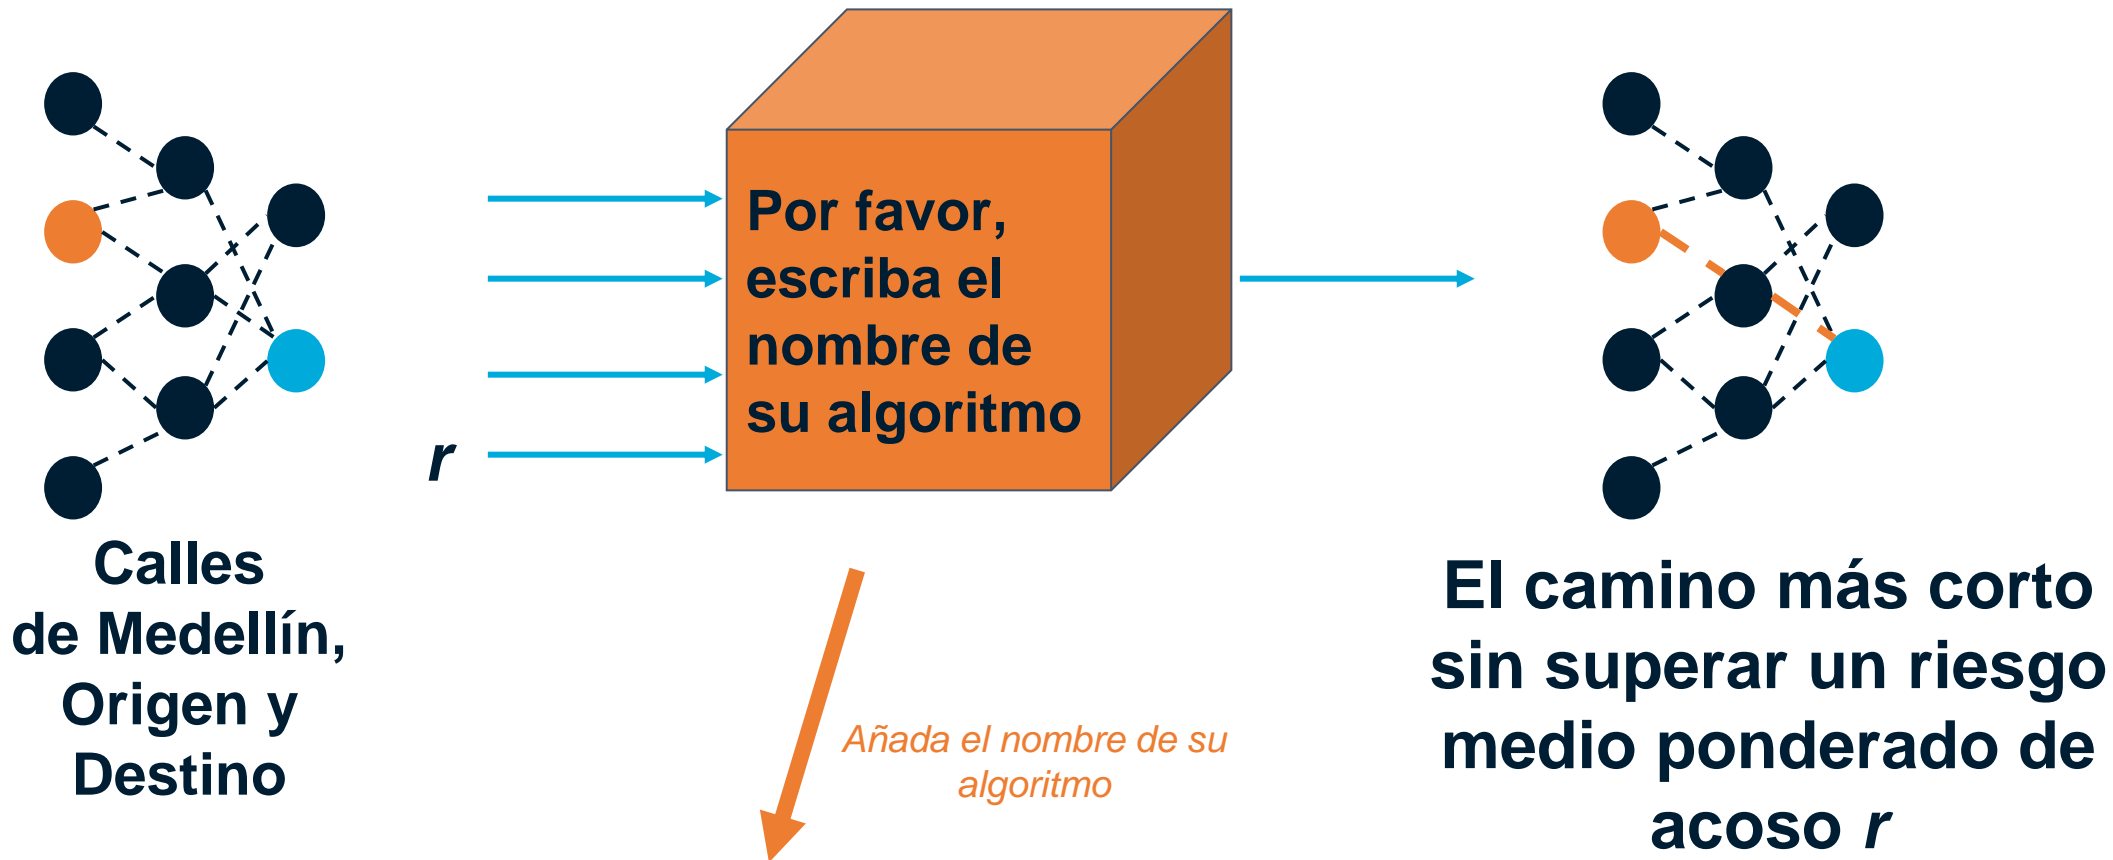 Por favor,
escriba el
nombre de
su algoritmo
r
Calles
de Medellín,
Origen y
Destino
Añada el nombre de su
algoritmo
El camino más corto
sin superar un riesgo
medio ponderado de
acoso r